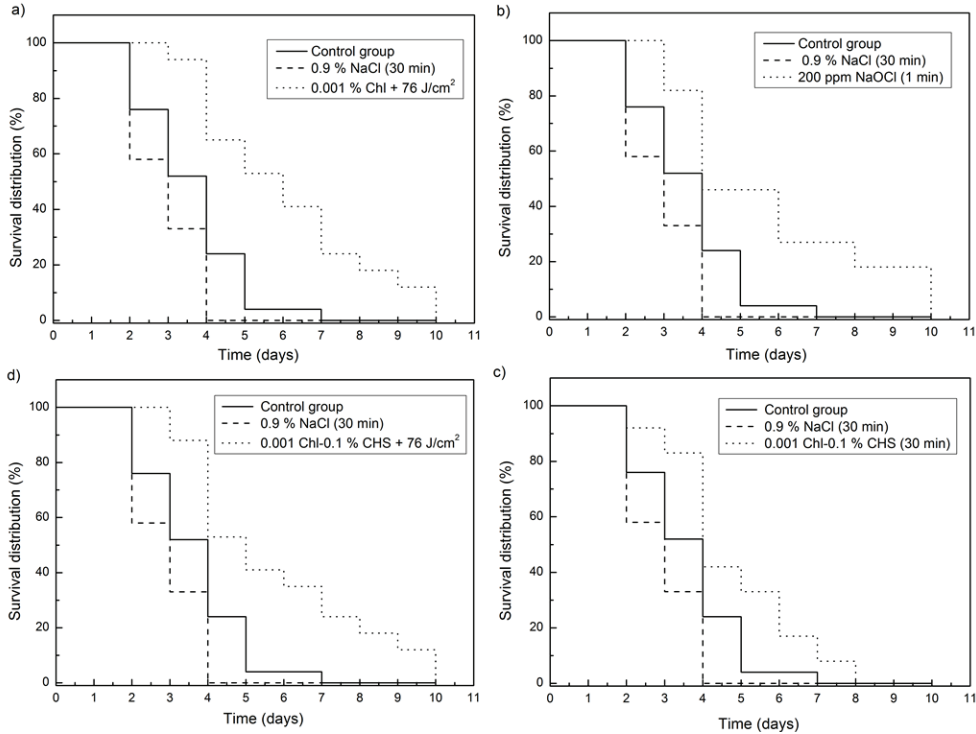 a)
Control group
0.9 % NaCl (30 min)
0.001 % Chl + 76 J/cm²
Survival distribution (%)
100
80
60
40
20
0
0 1 2 3 4 5 6 7 8 9 10 11
Time (days)
b)
Control group
0.9 % NaCl (30 min)
200 ppm NaOCl (1 min)
Survival distribution (%)
100
80
60
40
20
0
0 1 2 3 4 5 6 7 8 9 10 11
Time (days)
d)
Control group
0.9 % NaCl (30 min)
0.001 Chl-0.1 % CHS + 76 J/cm²
Survival distribution (%)
100
80
60
40
20
0
0 1 2 3 4 5 6 7 8 9 10 11
Time (days)
c)
Control group
0.9 % NaCl (30 min)
0.001 Chl-0.1 % CHS (30 min)
Survival distribution (%)
100
80
60
40
20
0
0 1 2 3 4 5 6 7 8 9 10 11
Time (days)